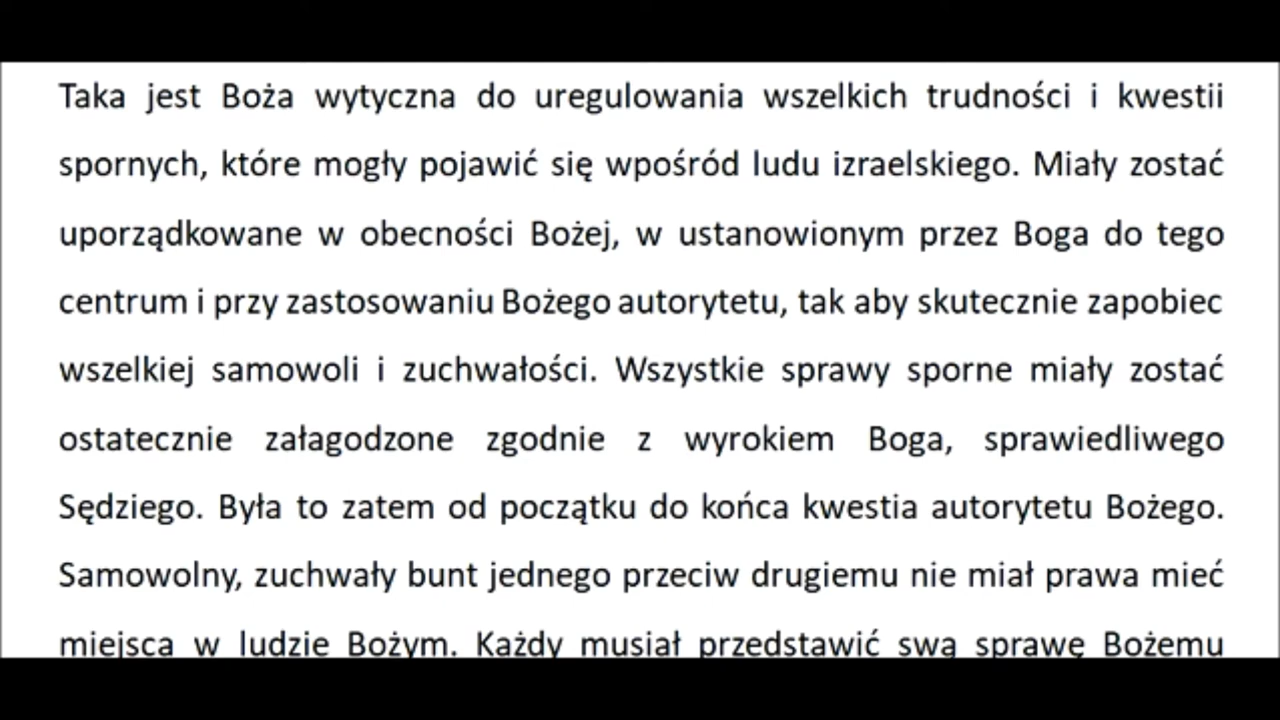 Taka jest Boża wytyczna do uregulowania wszelkich trudności i kwestii
spornych, które mogły pojawić się wpośród ludu izraelskiego. Miały zostać
uporządkowane w obecności Bożej, w ustanowionym przez Boga do tego
centrum i przy zastosowaniu Bożego autorytetu, tak aby skutecznie zapobiec
wszelkiej samowoli i zuchwałości. Wszystkie sprawy sporne miały zostać
ostatecznie załagodzone zgodnie z wyrokiem Boga, sprawiedliwego
Sędziego. Była to zatem od początku do końca kwestia autorytetu Bożego.
Samowolny, zuchwały bunt jednego przeciw drugiemu nie miał prawa mieć
miejsca w ludzie Bożym. Każdy musiał przedstawić swą sprawę Bożemu